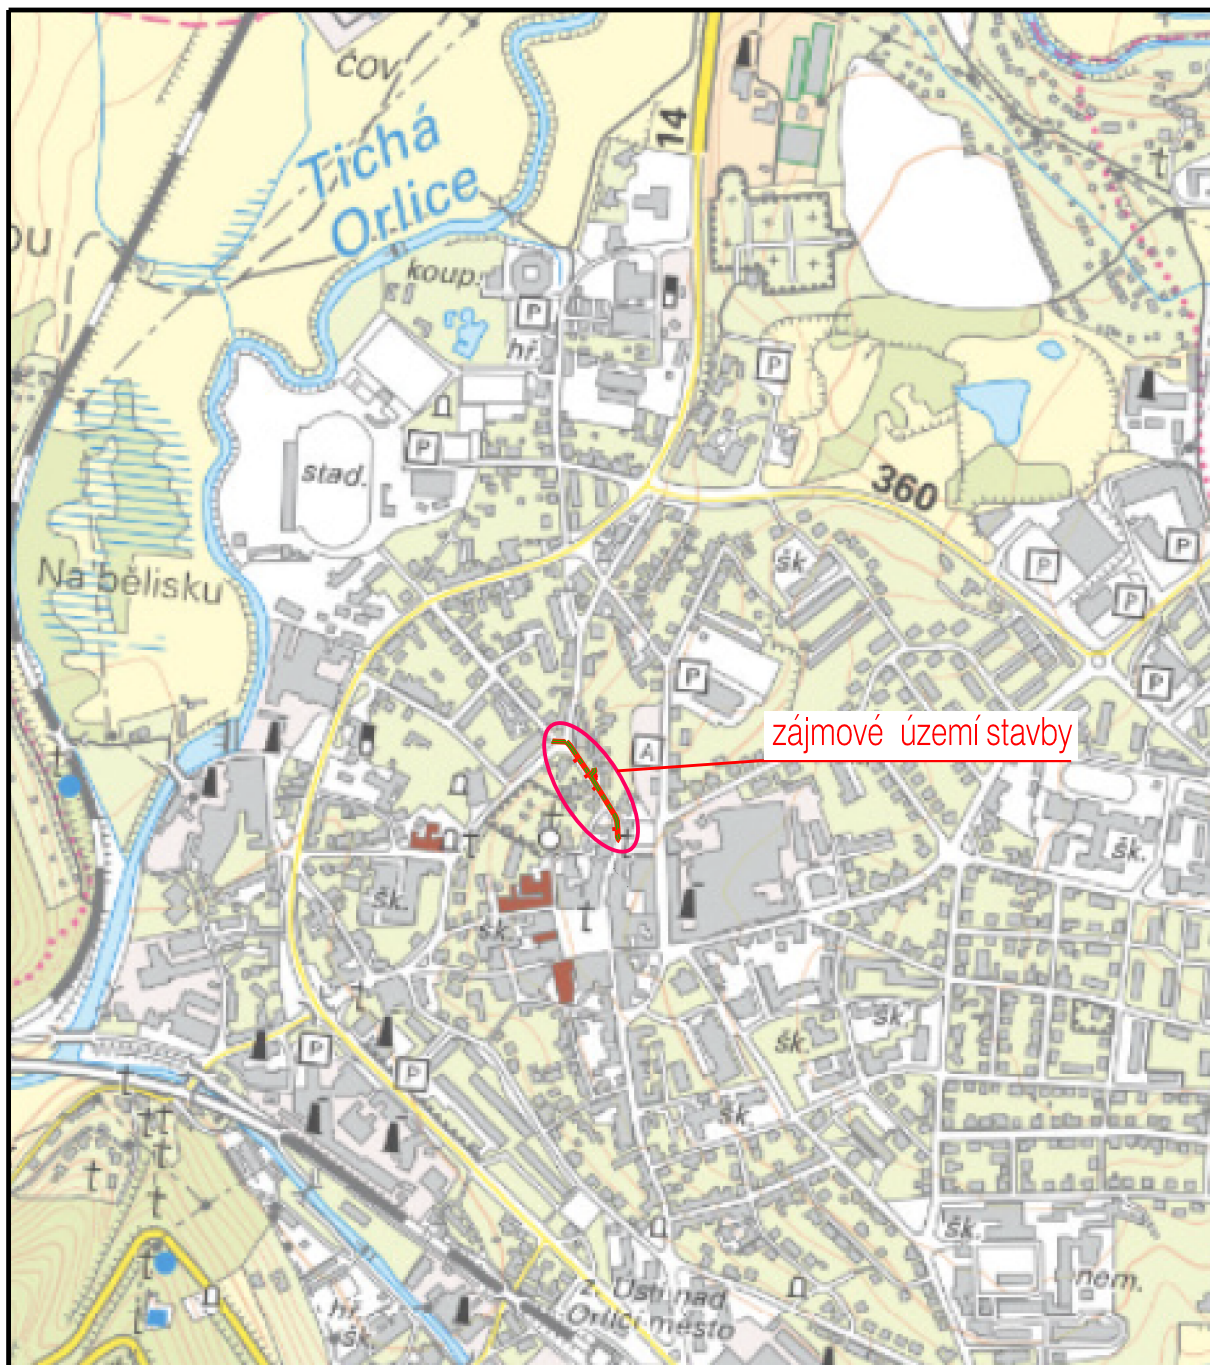 čov
14
Tichá
Orlice
ou
t
koup.
P
hř.
P
P
stad.
360
P
šk.
P
Na bělisku
P
P
P
zájmové území stavby
A
t
t
t
t
šk.
šk.
šk.
t
t
šk.
P
šk.
P
t
šk.
t
t
t
t
t
t
šk.
t
nem.
z. Ústí nad
Orlicí-město
hř.
šk.
t